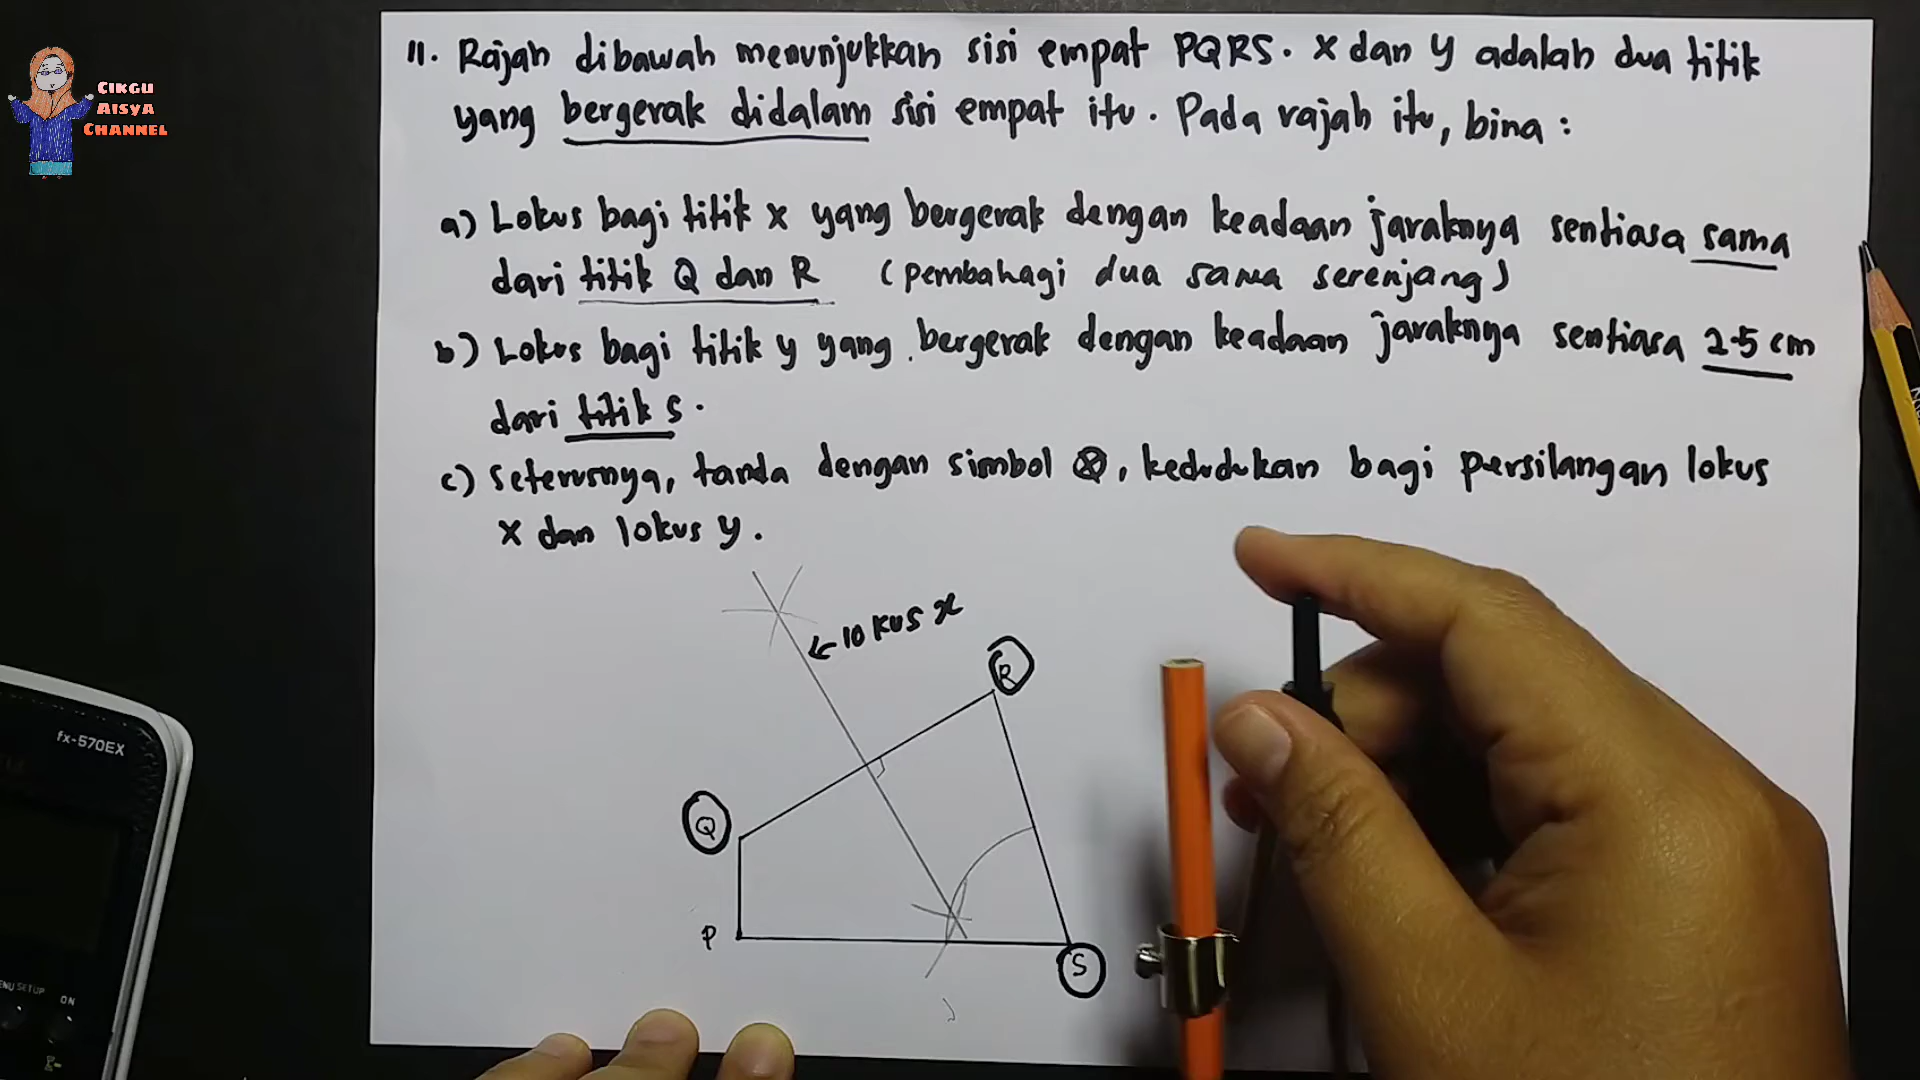 CIKGU
AISYA
CHANNEL
11. Rajah dibawah menunjukkan sisi empat PQRS. X dan Y adalah dua titik
yang bergerak didalam sisi empat itu. Pada rajah itu, bina :
a) Lokus bagi titik x yang bergerak dengan keadaan jaraknya sentiasa sama
dari titik Q dan R (pembahagi dua sama serenjang)
b) Lokus bagi titik y yang bergerak dengan keadaan jaraknya sentiasa 2.5 cm
dari titik S.
c) Seterusnya, tanda dengan simbol ⊗, kedudukan bagi persilangan lokus
x dan lokus y.
← lokus x
R
Q
P
S
fx-570EX
SETUP
ON